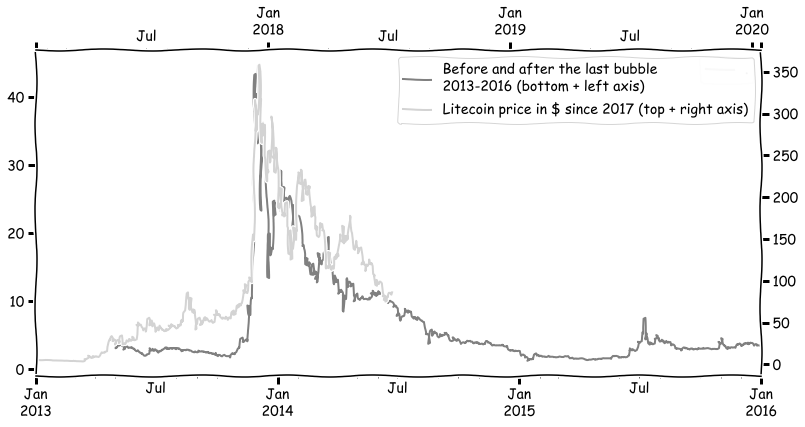 Jan
2018
Jan
2019
Jan
2020
Jul
Jul
Jul
Before and after the last bubble
2013-2016 (bottom + left axis)
Litecoin price in $ since 2017 (top + right axis)
40
30
20
10
0
350
300
250
200
150
100
50
0
Jan
2013
Jul
Jan
2014
Jul
Jan
2015
Jul
Jan
2016